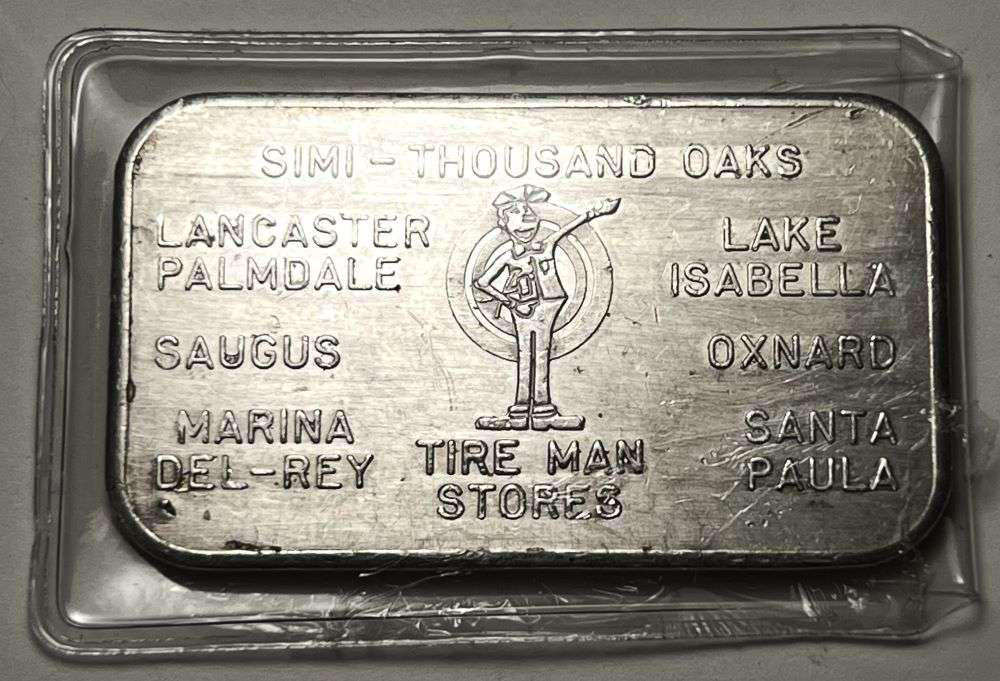 SIMI - THOUSAND OAKS
LANCASTER
PALMDALE
SAUGUS
MARINA
DEL-REY
TIRE MAN
STORES
LAKE
ISABELLA
OXNARD
SANTA
PAULA